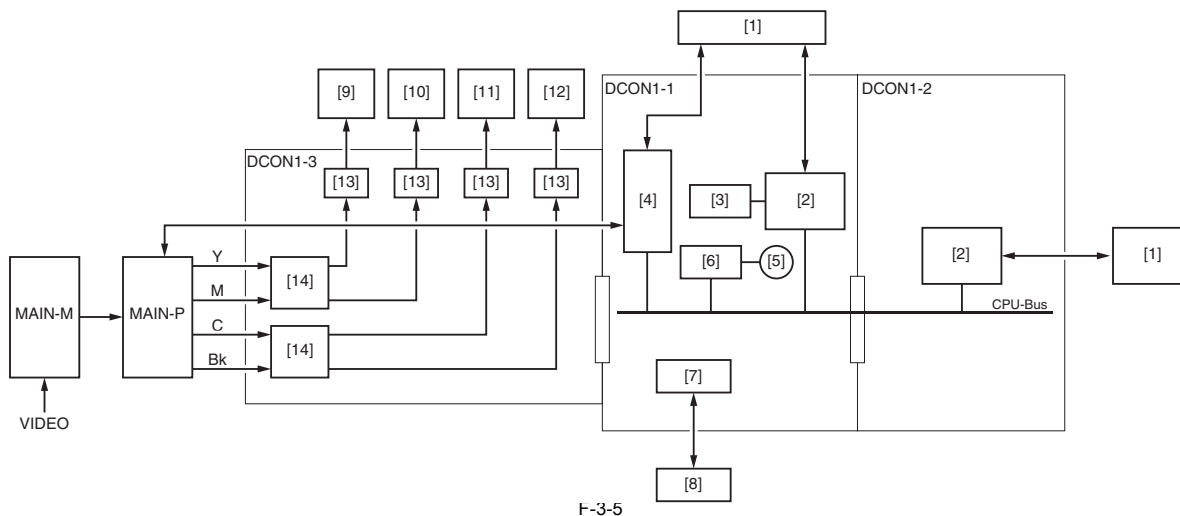 [1]
DCON1-1
DCON1-2
[9]
[10]
[11]
[12]
DCON1-3
[13]
[13]
[13]
[13]
[4]
[3]
[2]
[6]
[5]
[2]
[1]
MAIN-M
MAIN-P
Y
M
C
Bk
[14]
[14]
CPU-Bus
[7]
VIDEO
[8]
F-3-5